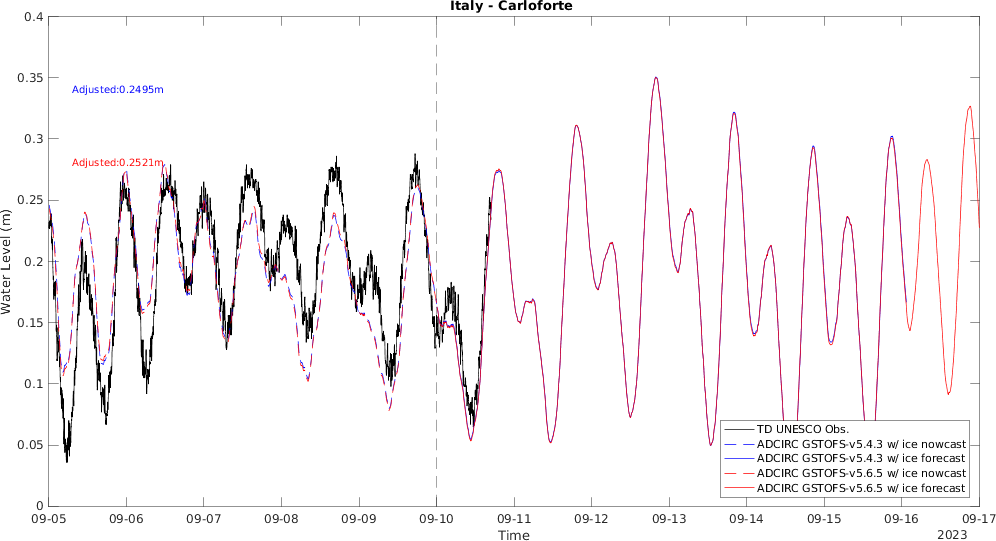 Italy - Carloforte
0.4
0.35
0.3
0.25
0.2
0.15
0.1
0.05
0
Water Level (m)
Adjusted:0.2495m
Adjusted:0.2521m
TD UNESCO Obs.
ADCIRC GSTOFS-v5.4.3 w/ ice nowcast
ADCIRC GSTOFS-v5.4.3 w/ ice forecast
ADCIRC GSTOFS-v5.6.5 w/ ice nowcast
ADCIRC GSTOFS-v5.6.5 w/ ice forecast
09-05 09-06 09-07 09-08 09-09 09-10 09-11 09-12 09-13 09-14 09-15 09-16 09-17
Time
2023